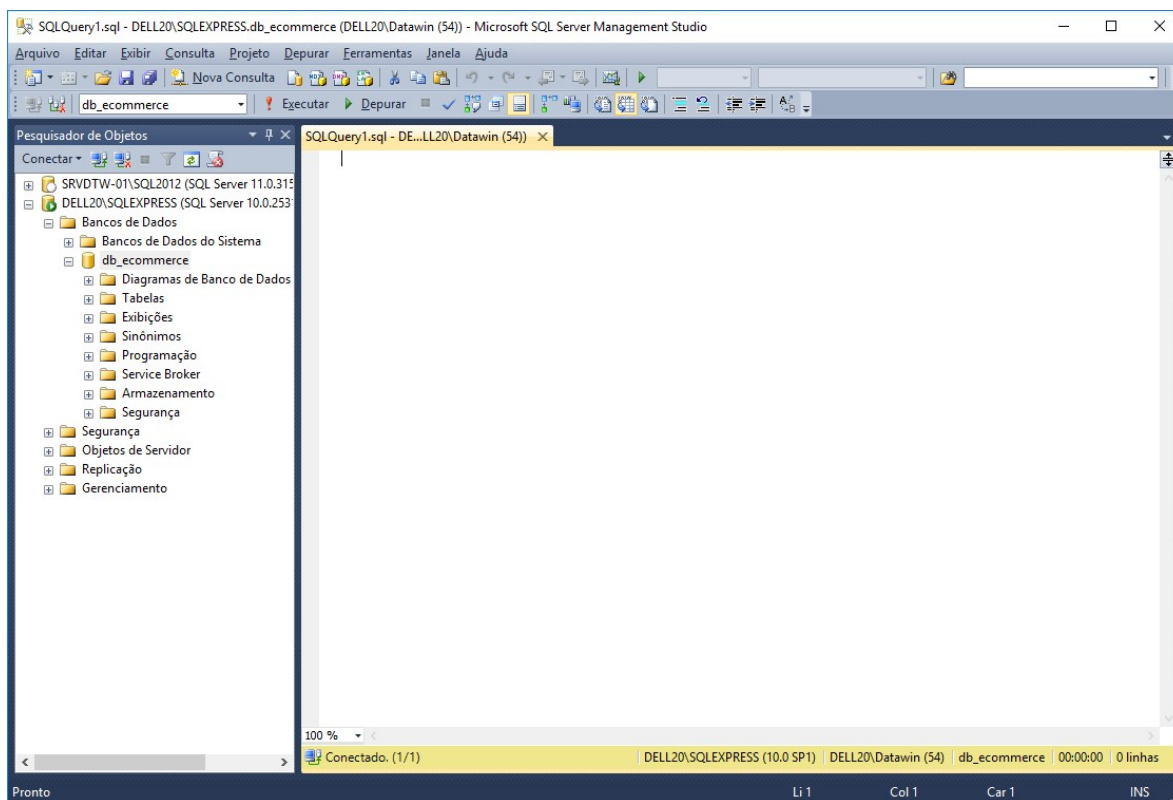 SQLQuery1.sql - DELL20\SQLEXPRESS.db_ecommerce (DELL20\Datawin (54)) - Microsoft SQL Server Management Studio
Arquivo Editar Exibir Consulta Projeto Depurar Ferramentas Janela Ajuda
Nova Consulta
db_ecommerce Executar Depurar
Pesquisador de Objetos
SQLQuery1.sql - DE...LL20\Datawin (54))
Conectar
SRVDTW-01\SQL2012 (SQL Server 11.0.315
DELL20\SQLEXPRESS (SQL Server 10.0.253
Bancos de Dados
Bancos de Dados do Sistema
db_ecommerce
Diagramas de Banco de Dados
Tabelas
Exibições
Sinônimos
Programação
Service Broker
Armazenamento
Segurança
Segurança
Objetos de Servidor
Replicação
Gerenciamento
100 %
Conectado. (1/1) DELL20\SQLEXPRESS (10.0 SP1) DELL20\Datawin (54) db_ecommerce 00:00:00 0 linhas
Pronto Li 1 Col 1 Car 1 INS